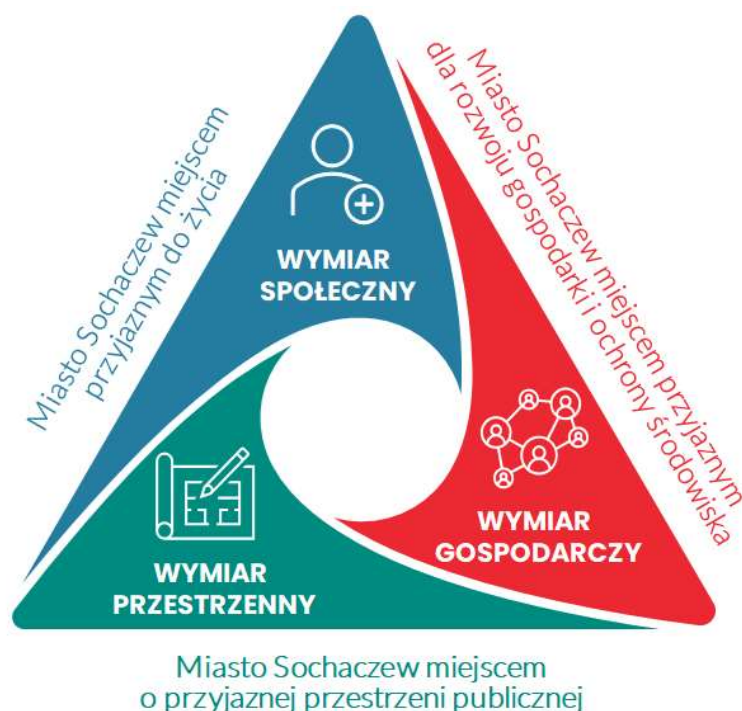 Miasto Sochaczew miejscem
przyjaznym do życia
Miasto Sochaczew miejscem przyjaznym
dla rozwoju gospodarki i ochrony środowiska
WYMIAR
SPOŁECZNY
WYMIAR
GOSPODARCZY
WYMIAR
PRZESTRZENNY
Miasto Sochaczew miejscem
o przyjaznej przestrzeni publicznej